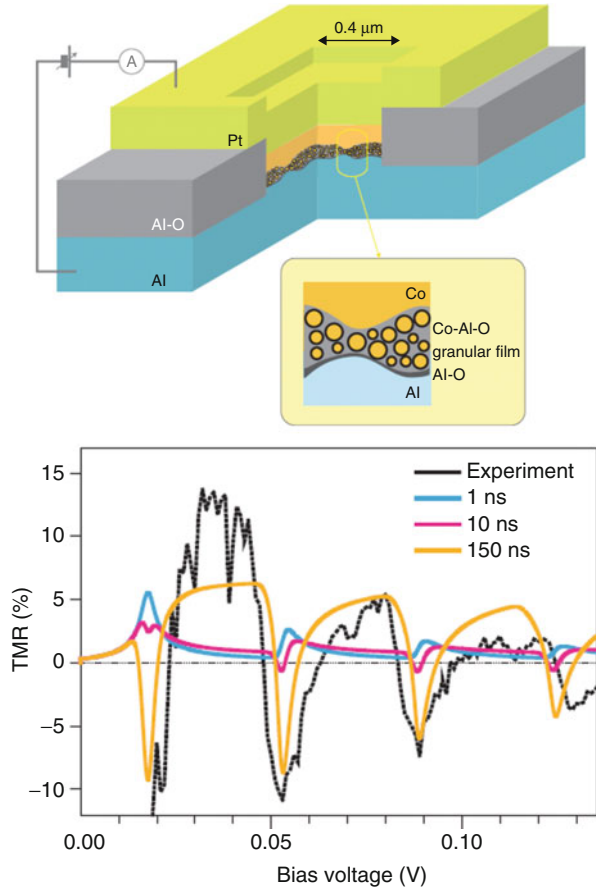 0.4 μm
A
Pt
Al-O
Al
Co
Co-Al-O
granular film
Al-O
Al
15
10
5
0
−5
−10
TMR (%)
Experiment
1 ns
10 ns
150 ns
0.00
0.05
0.10
Bias voltage (V)